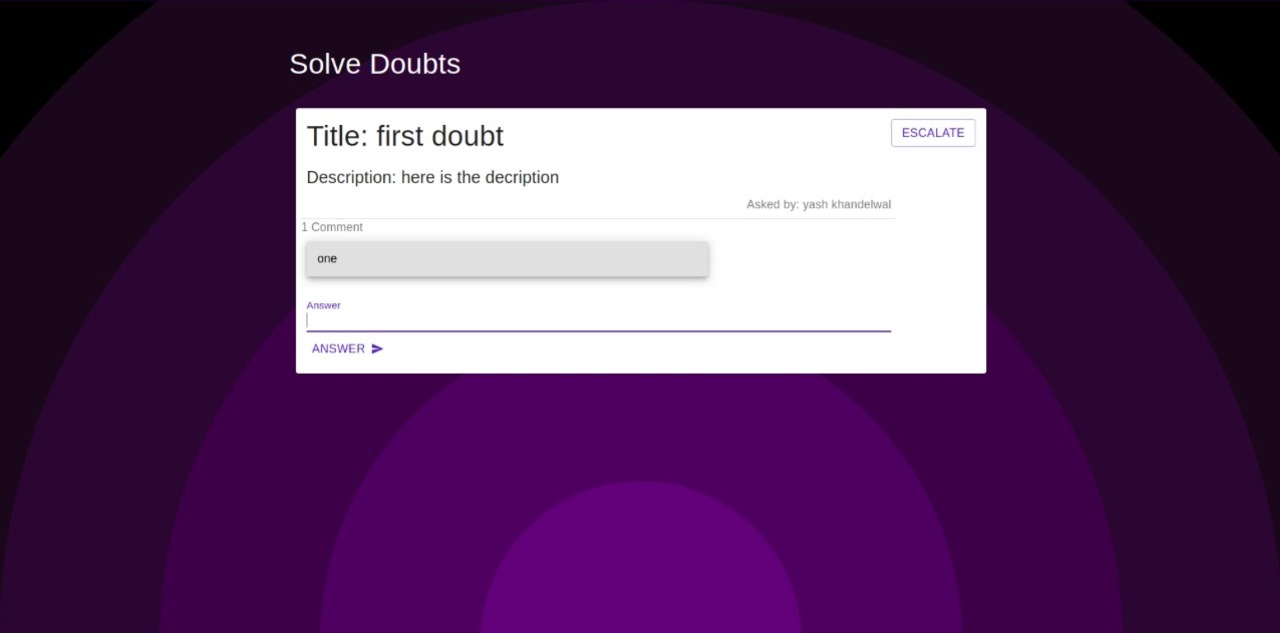 Solve Doubts
Title: first doubt
ESCALATE
Description: here is the decription
Asked by: yash khandelwal
1 Comment
one
Answer
ANSWER